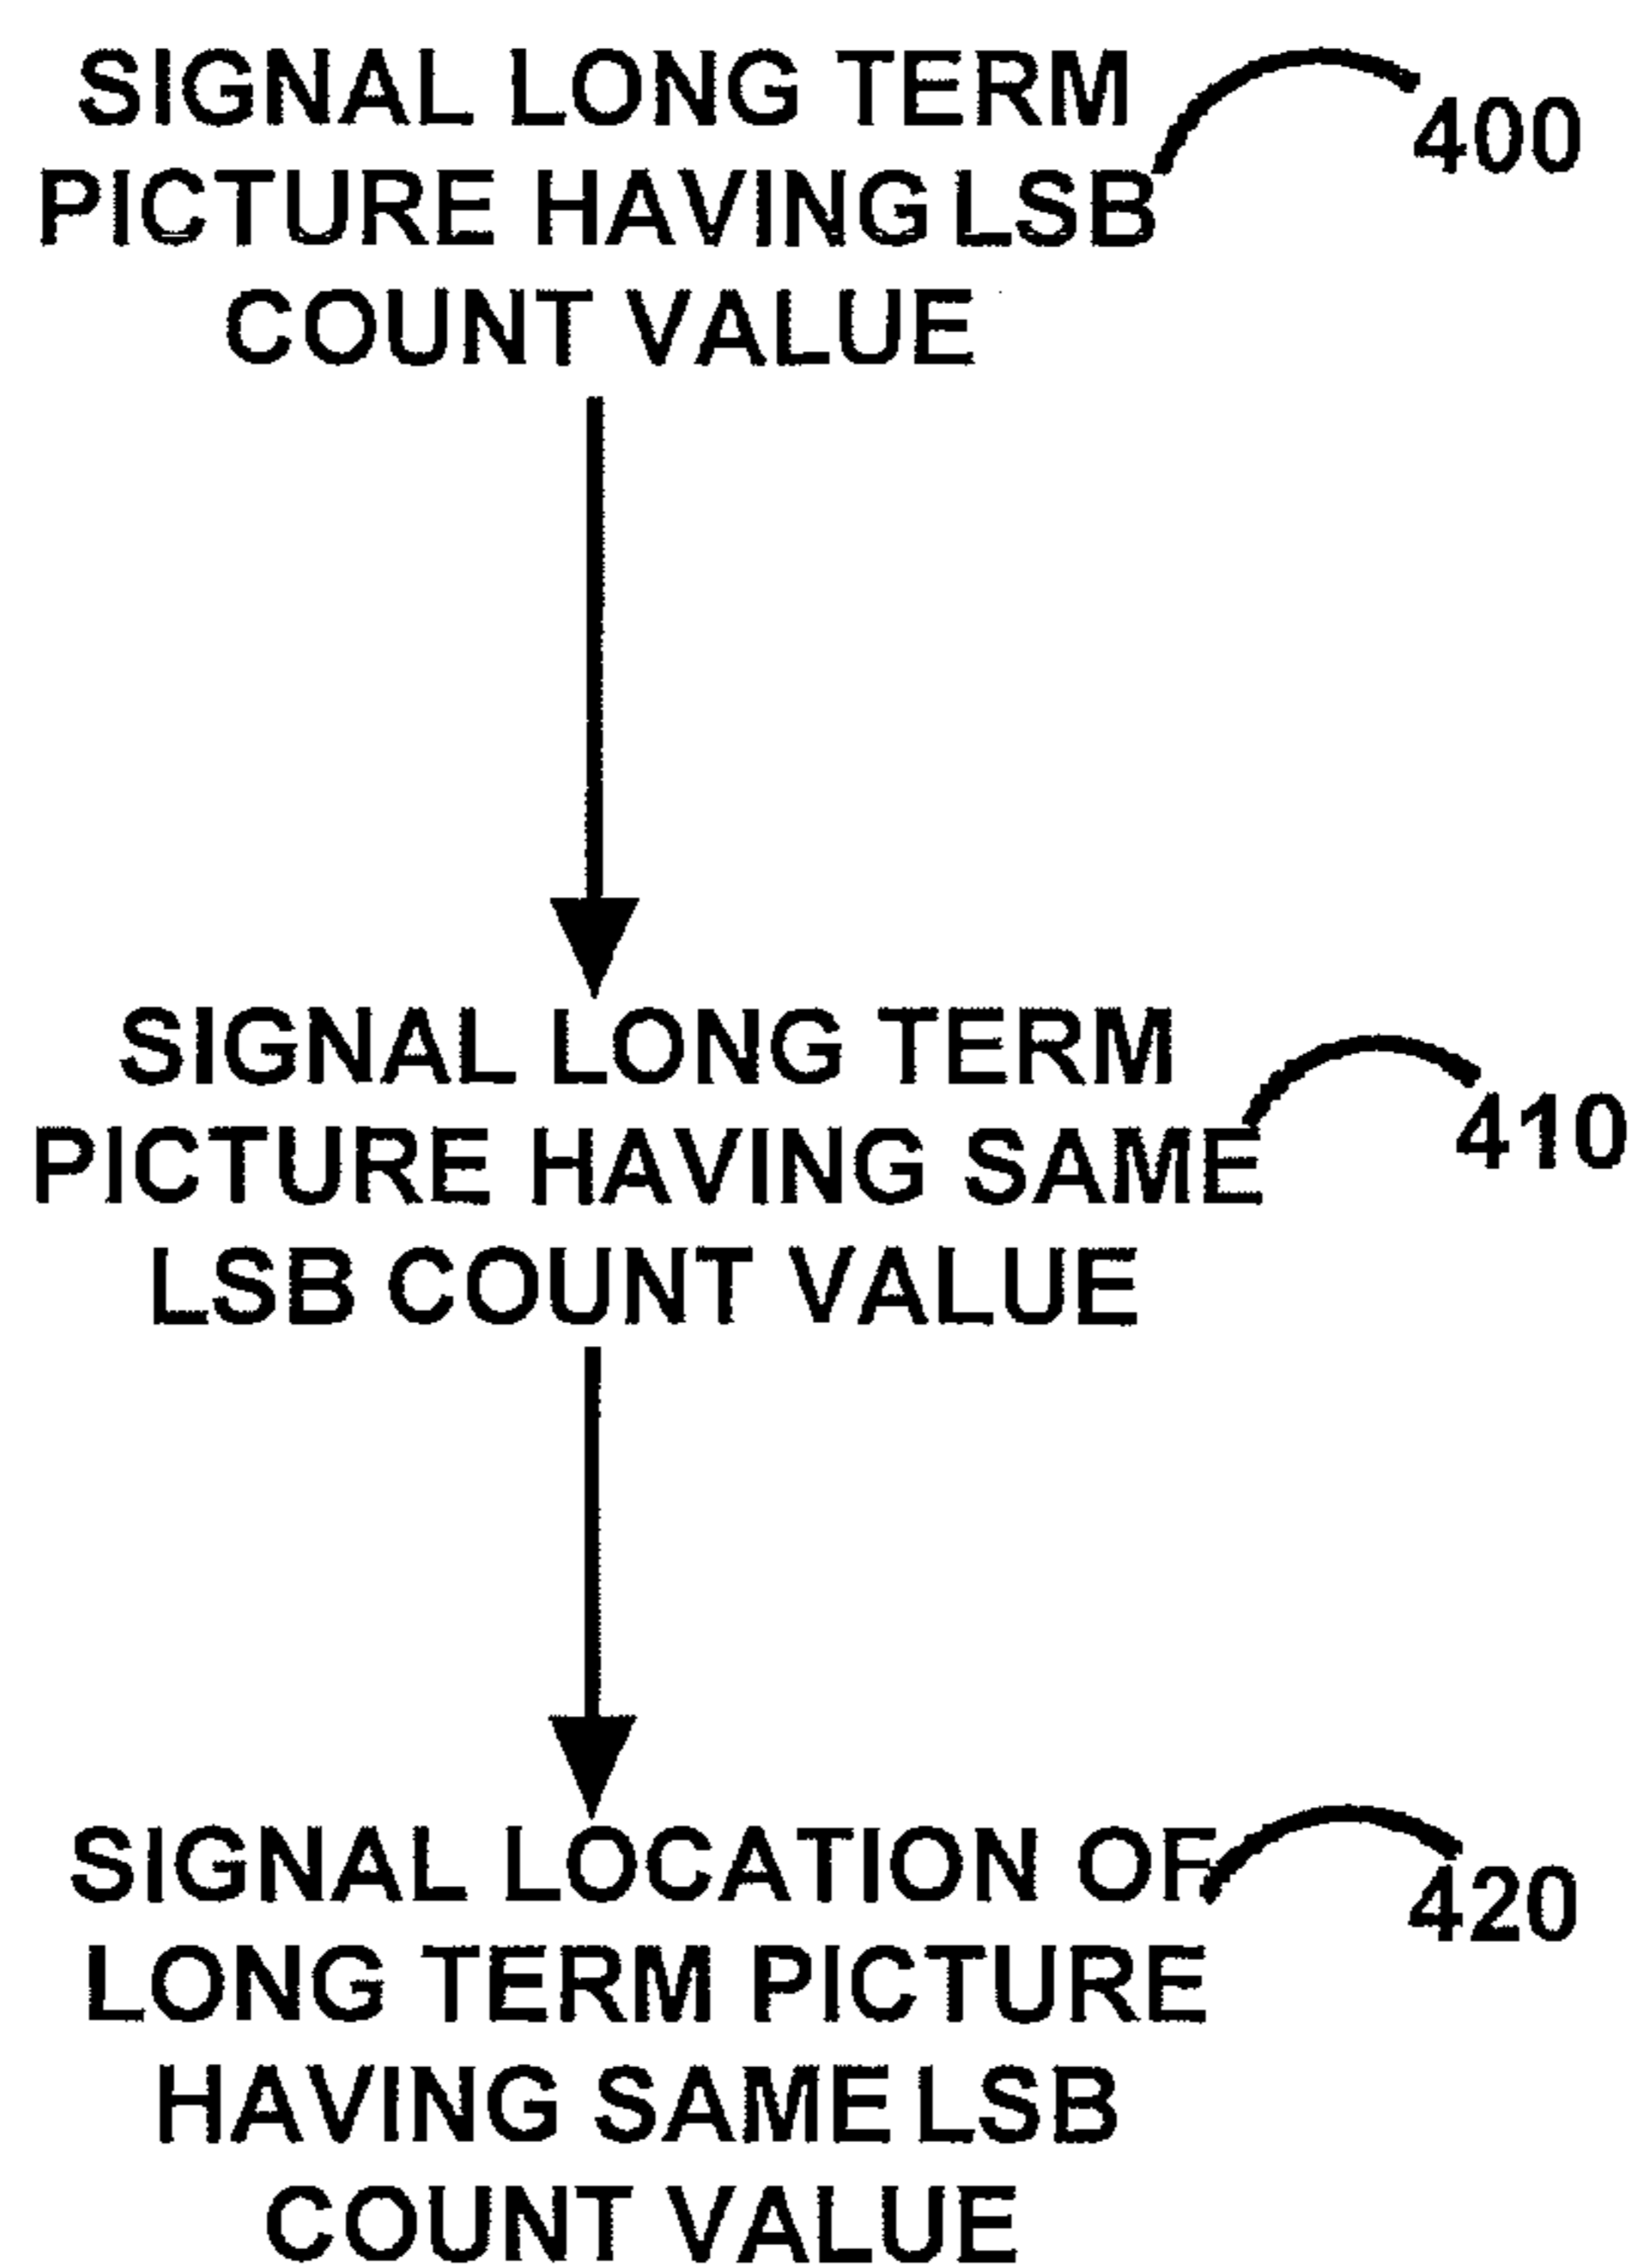 SIGNAL LONG TERM
400
PICTURE HAVING LSB
COUNT VALUE
SIGNAL LONG TERM
410
PICTURE HAVING SAME
LSB COUNT VALUE
SIGNAL LOCATION OF
420
LONG TERM PICTURE
HAVING SAME LSB
COUNT VALUE